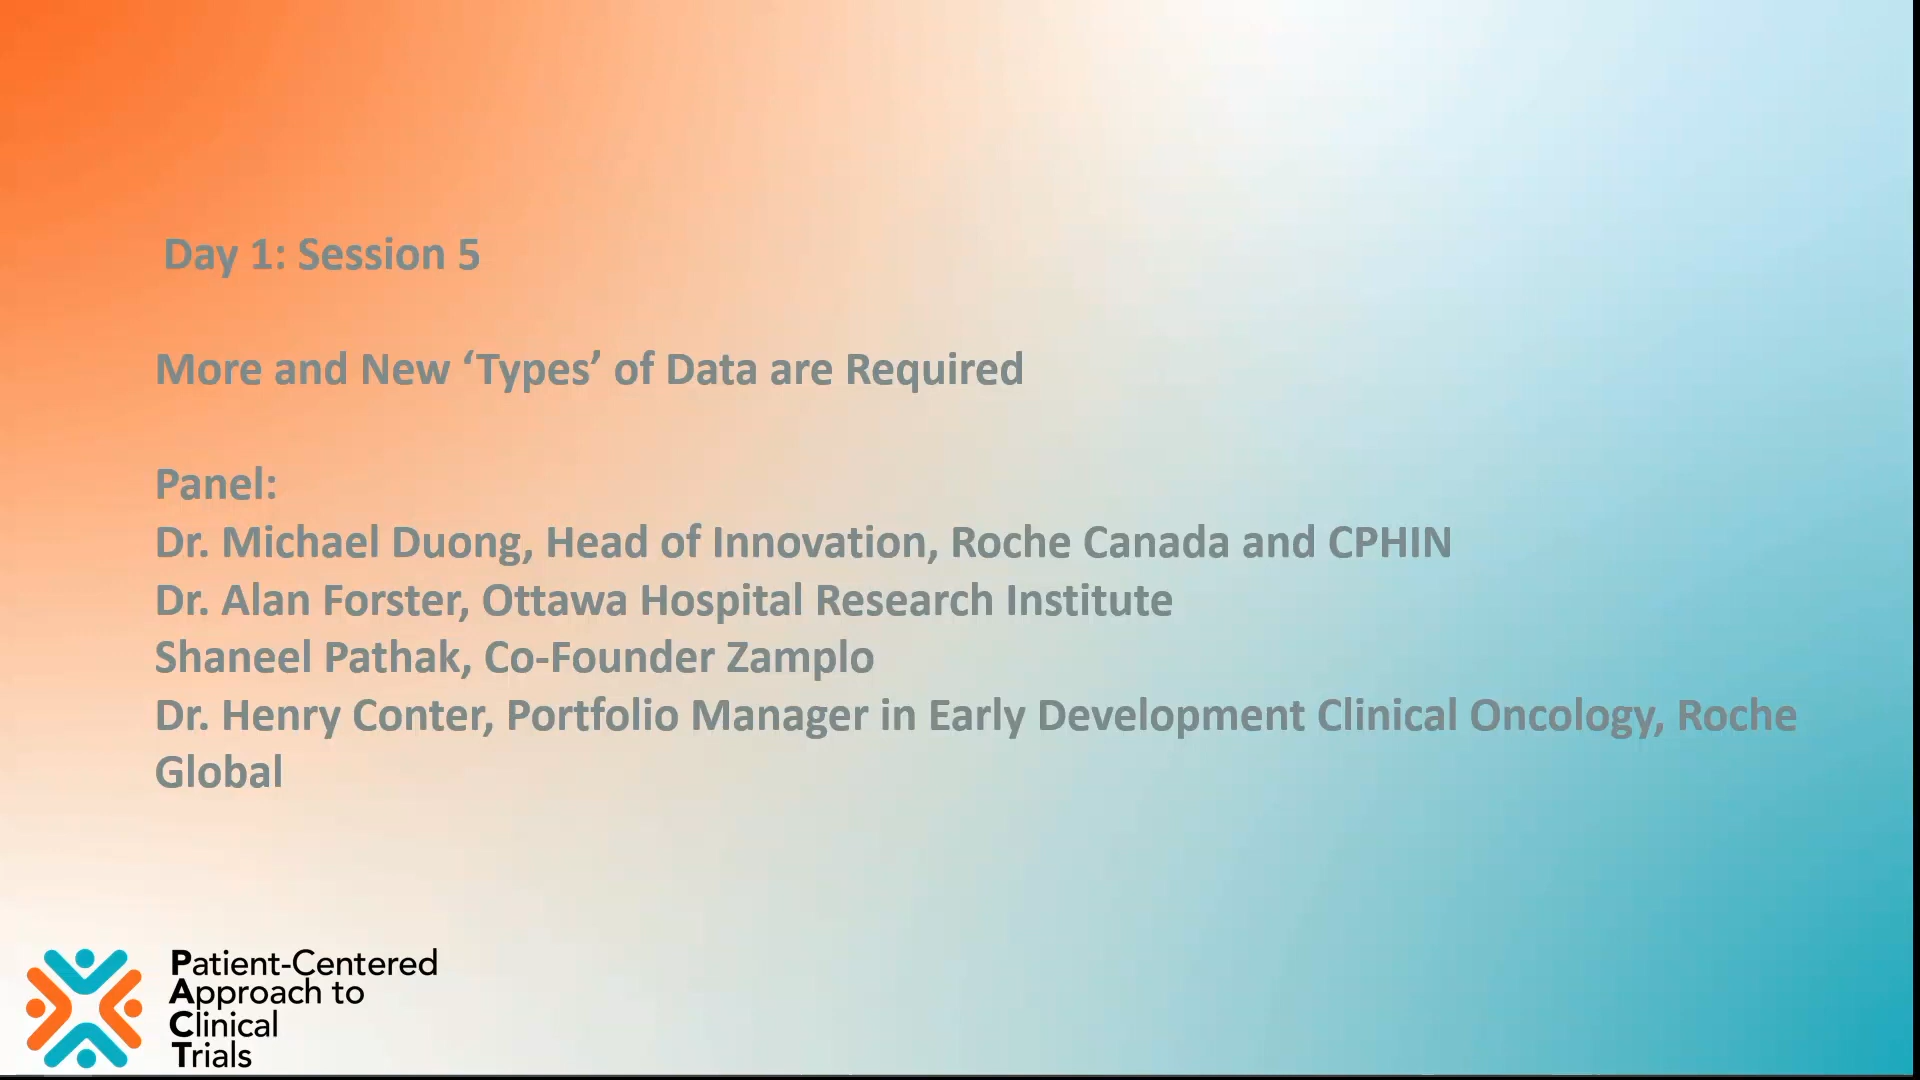 Day 1: Session 5
More and New ‘Types’ of Data are Required
Panel:
Dr. Michael Duong, Head of Innovation, Roche Canada and CPHIN
Dr. Alan Forster, Ottawa Hospital Research Institute
Shaneel Pathak, Co-Founder Zamplo
Dr. Henry Conter, Portfolio Manager in Early Development Clinical Oncology, Roche
Global
Patient-Centered
Approach to
Clinical
Trials